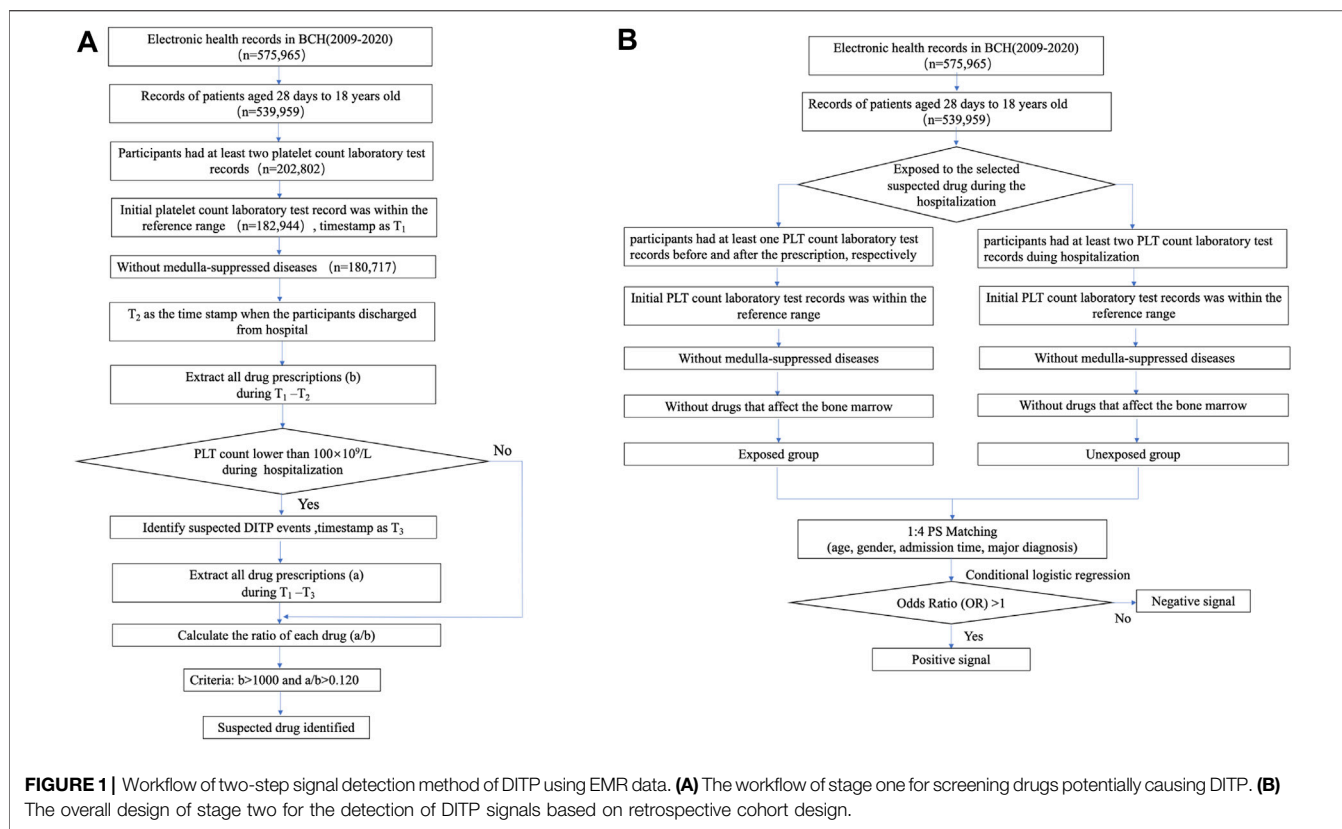 A
Electronic health records in BCH(2009-2020)
(n=575,965)
Records of patients aged 28 days to 18 years old
(n=539,959)
Participants had at least two platelet count laboratory test
records (n=202,802)
Initial platelet count laboratory test record was within the
reference range (n=182,944) , timestamp as T1
Without medulla-suppressed diseases (n=180,717)
T2 as the time stamp when the participants discharged
from hospital
Extract all drug prescriptions (b)
during T1 –T2
PLT count lower than 100×10⁹/L
during hospitalization
No
Yes
Identify suspected DITP events ,timestamp as T3
Extract all drug prescriptions (a)
during T1 –T3
Calculate the ratio of each drug (a/b)
Criteria: b>1000 and a/b>0.120
Suspected drug identified
B
Electronic health records in BCH(2009-2020)
(n=575,965)
Records of patients aged 28 days to 18 years old
(n=539,959)
Exposed to the selected
suspected drug during the
hospitalization
participants had at least one PLT count laboratory test
records before and after the prescription, respectively
Initial PLT count laboratory test records was within the
reference range
Without medulla-suppressed diseases
Without drugs that affect the bone marrow
Exposed group
participants had at least two PLT count laboratory test
records duing hospitalization
Initial PLT count laboratory test records was within the
reference range
Without medulla-suppressed diseases
Without drugs that affect the bone marrow
Unexposed group
1:4 PS Matching
(age, gender, admission time, major diagnosis)
Conditional logistic regression
Odds Ratio (OR) >1
No
Negative signal
Yes
Positive signal
FIGURE 1 | Workflow of two-step signal detection method of DITP using EMR data. (A) The workflow of stage one for screening drugs potentially causing DITP. (B)
The overall design of stage two for the detection of DITP signals based on retrospective cohort design.